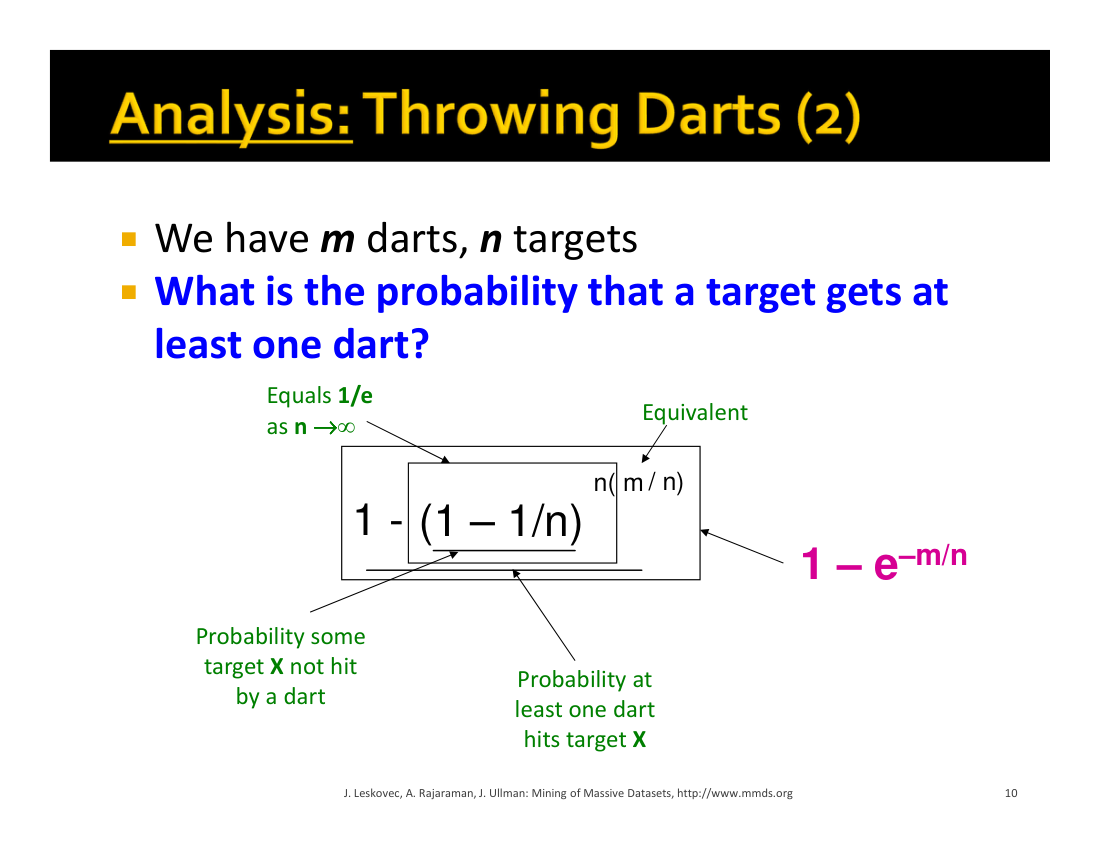 Analysis: Throwing Darts (2)
We have m darts, n targets
What is the probability that a target gets at
least one dart?
Equals 1/e
as n →∞
Equivalent
1 - (1 – 1/n) n( m / n)
1 – e–m/n
Probability some
target X not hit
by a dart
Probability at
least one dart
hits target X
J. Leskovec, A. Rajaraman, J. Ullman: Mining of Massive Datasets, http://www.mmds.org
10